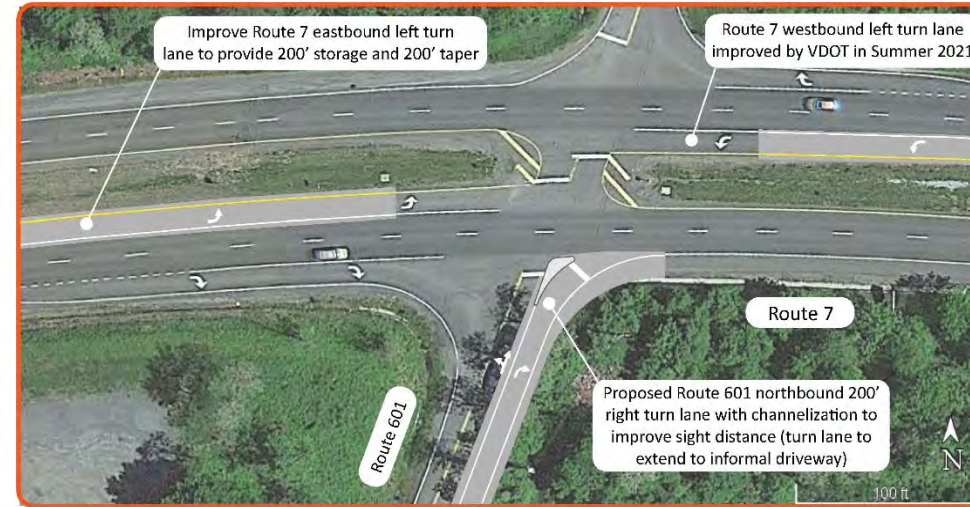 Improve Route 7 eastbound left turn
lane to provide 200' storage and 200' taper
Route 7 westbound left turn lane
improved by VDOT in Summer 2021
Route 7
Route 601
Proposed Route 601 northbound 200'
right turn lane with channelization to
improve sight distance (turn lane to
extend to informal driveway)
N
100 ft